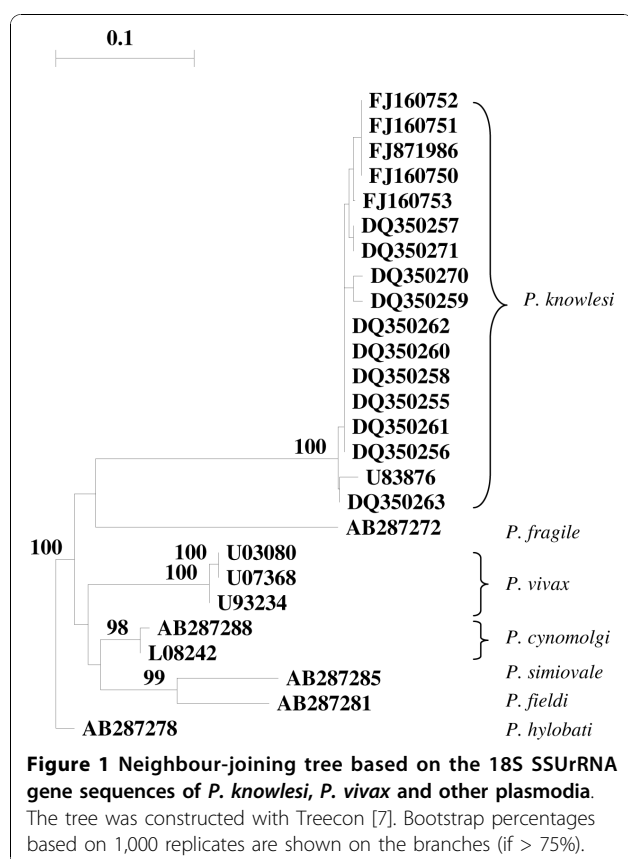 0.1
FJ160752
FJ160751
FJ871986
FJ160750
FJ160753
DQ350257
DQ350271
DQ350270
DQ350259
P. knowlesi
DQ350262
DQ350260
DQ350258
DQ350255
DQ350261
DQ350256
100
U83876
DQ350263
AB287272
P. fragile
100
100 U03080
100 U07368
P. vivax
U93234
98 AB287288
P. cynomolgi
L08242
99 AB287285
P. simiovale
AB287281
P. fieldi
AB287278
P. hylobati
Figure 1 Neighbour-joining tree based on the 18S SSUrRNA
gene sequences of P. knowlesi, P. vivax and other plasmodia.
The tree was constructed with Treecon [7]. Bootstrap percentages
based on 1,000 replicates are shown on the branches (if > 75%).